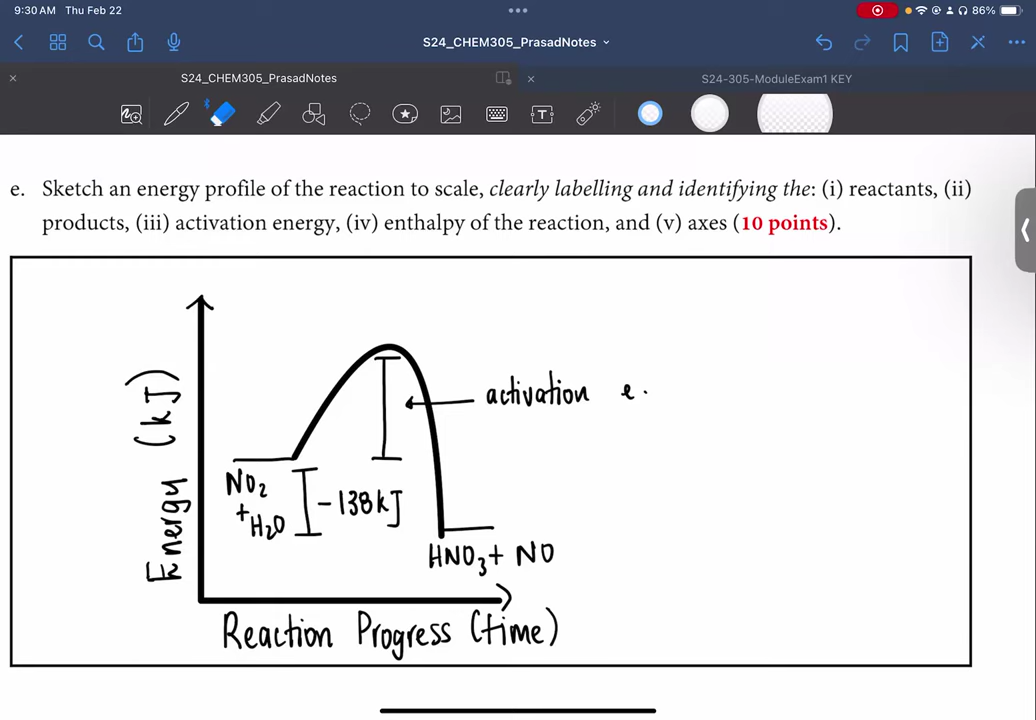 9:30 AM Thu Feb 22
86%
S24_CHEM305_PrasadNotes
S24_CHEM305_PrasadNotes
S24-305-ModuleExam1 KEY
e. Sketch an energy profile of the reaction to scale, clearly labelling and identifying the: (i) reactants, (ii)
products, (iii) activation energy, (iv) enthalpy of the reaction, and (v) axes (10 points).
Energy (kJ)
activation e.
NO₂
+ H₂O
-138kJ
HNO₃ + NO
Reaction Progress (time)